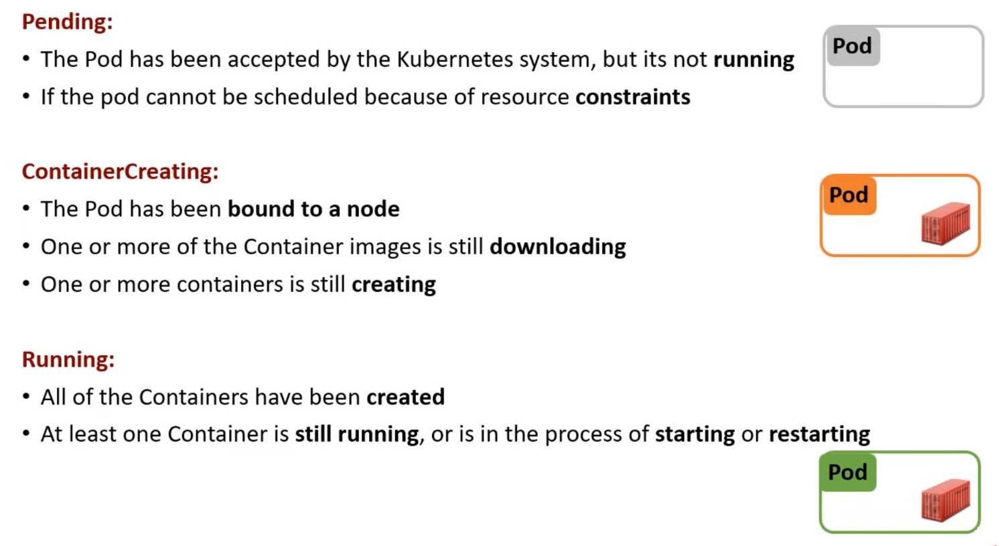 Pending:
• The Pod has been accepted by the Kubernetes system, but its not running
Pod
• If the pod cannot be scheduled because of resource constraints
ContainerCreating:
• The Pod has been bound to a node
Pod
• One or more of the Container images is still downloading
• One or more containers is still creating
Running:
• All of the Containers have been created
• At least one Container is still running, or is in the process of starting or restarting
Pod